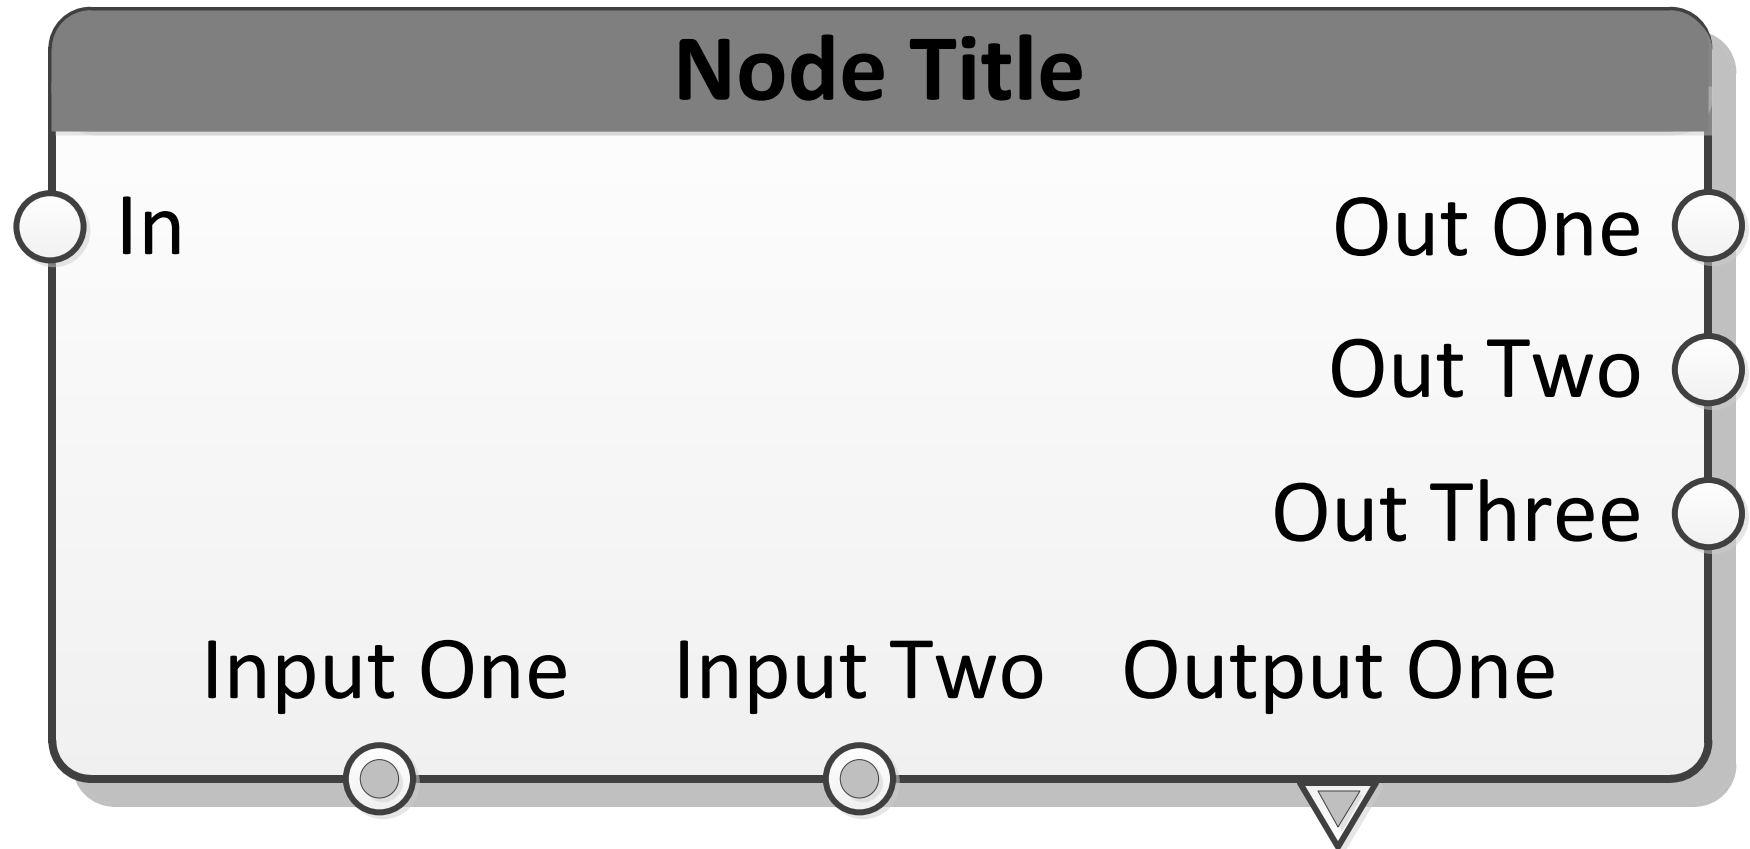 Node Title
In
Out One
Out Two
Out Three
Input One
Input Two
Output One